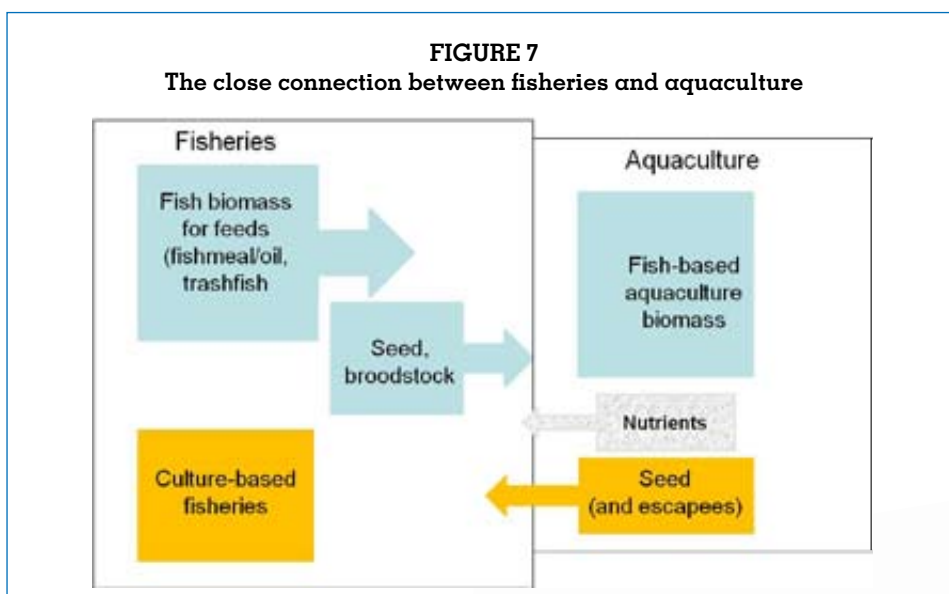 FIGURE 7
The close connection between fisheries and aquaculture
Fisheries
Aquaculture
Fish biomass
for feeds
(fishmeal/oil,
trashfish
Fish-based
aquaculture
biomass
Seed,
broodstock
Nutrients
Culture-based
fisheries
Seed
(and escapees)